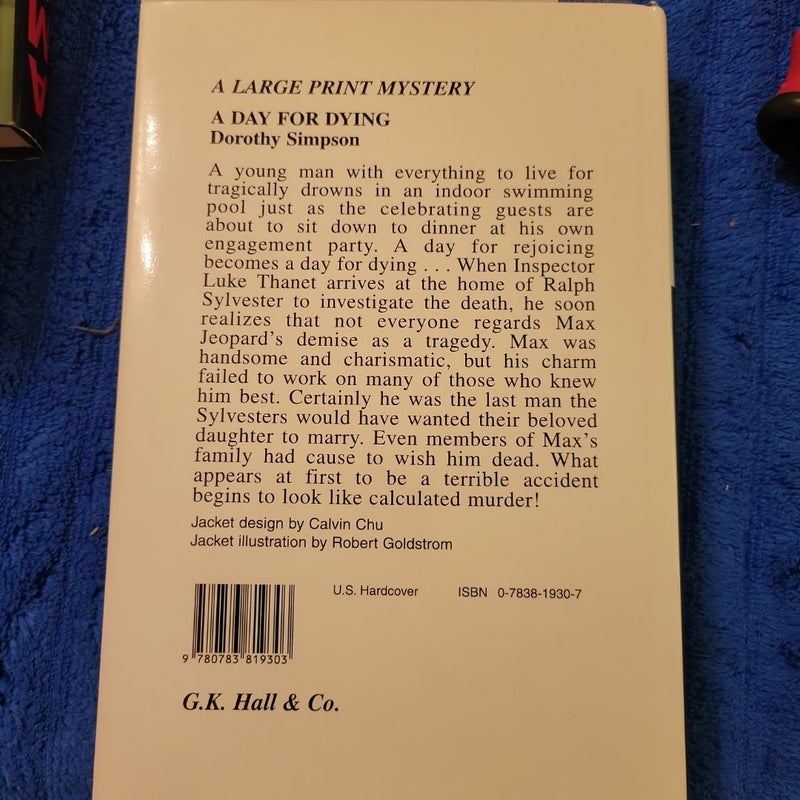 A LARGE PRINT MYSTERY
A DAY FOR DYING
Dorothy Simpson
A young man with everything to live for
tragically drowns in an indoor swimming
pool just as the celebrating guests are
about to sit down to dinner at his own
engagement party. A day for rejoicing
becomes a day for dying . . . When Inspector
Luke Thanet arrives at the home of Ralph
Sylvester to investigate the death, he soon
realizes that not everyone regards Max
Jeopard's demise as a tragedy. Max was
handsome and charismatic, but his charm
failed to work on many of those who knew
him best. Certainly he was the last man the
Sylvesters would have wanted their beloved
daughter to marry. Even members of Max's
family had cause to wish him dead. What
appears at first to be a terrible accident
begins to look like calculated murder!
Jacket design by Calvin Chu
Jacket illustration by Robert Goldstrom
U.S. Hardcover ISBN 0-7838-1930-7
9 780783 819303
G.K. Hall & Co.